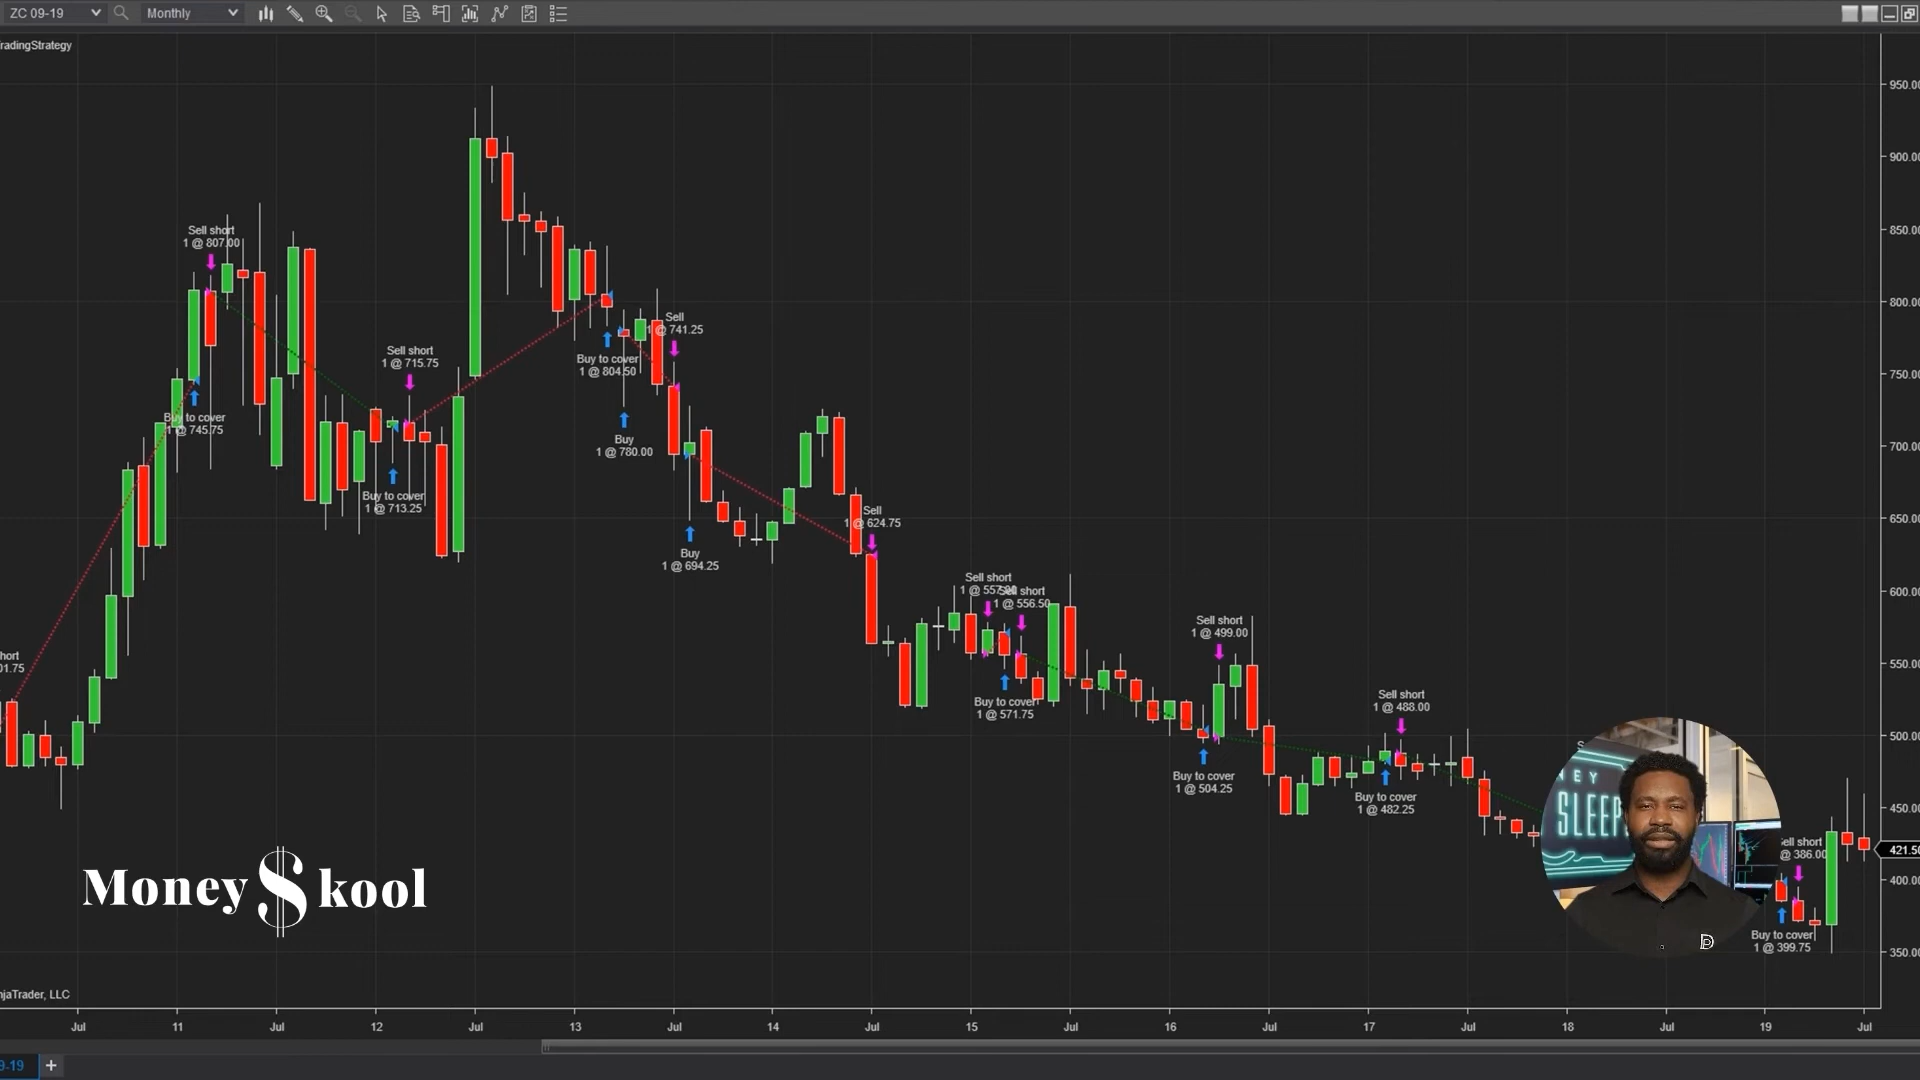 ZC 09-19
Monthly
radingStrategy
950.00
900.00
850.00
800.00
750.00
700.00
650.00
600.00
550.00
500.00
450.00
421.50
400.00
350.00
Sell short
1 @ 807.00
Buy to cover
1 @ 745.75
Sell short
1 @ 715.75
Buy to cover
1 @ 713.25
Buy to cover
1 @ 804.50
Buy
1 @ 780.00
Sell
1 @ 741.25
Buy
1 @ 694.25
Sell
1 @ 624.75
Sell short
1 @ 557.00
Sell short
1 @ 556.50
Buy to cover
1 @ 571.75
Sell short
1 @ 499.00
Buy to cover
1 @ 504.25
Sell short
1 @ 488.00
Buy to cover
1 @ 482.25
hort
01.75
S
NEY
SLEEP
ell short
@ 386.00
Buy to cover
1 @ 399.75
Money $kool
njaTrader, LLC
Jul 11 Jul 12 Jul 13 Jul 14 Jul 15 Jul 16 Jul 17 Jul 18 Jul 19 Jul
9-19
+